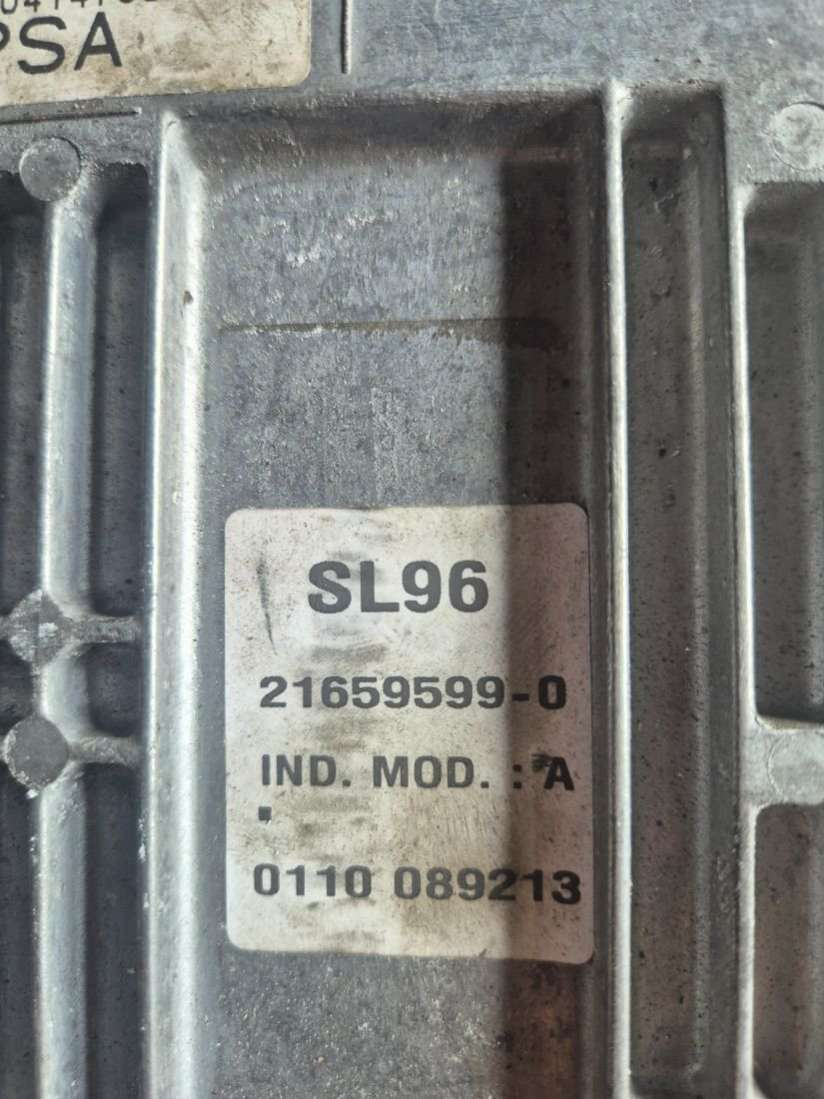 PSA
SL96
21659599-0
IND. MOD. : A
0110 089213